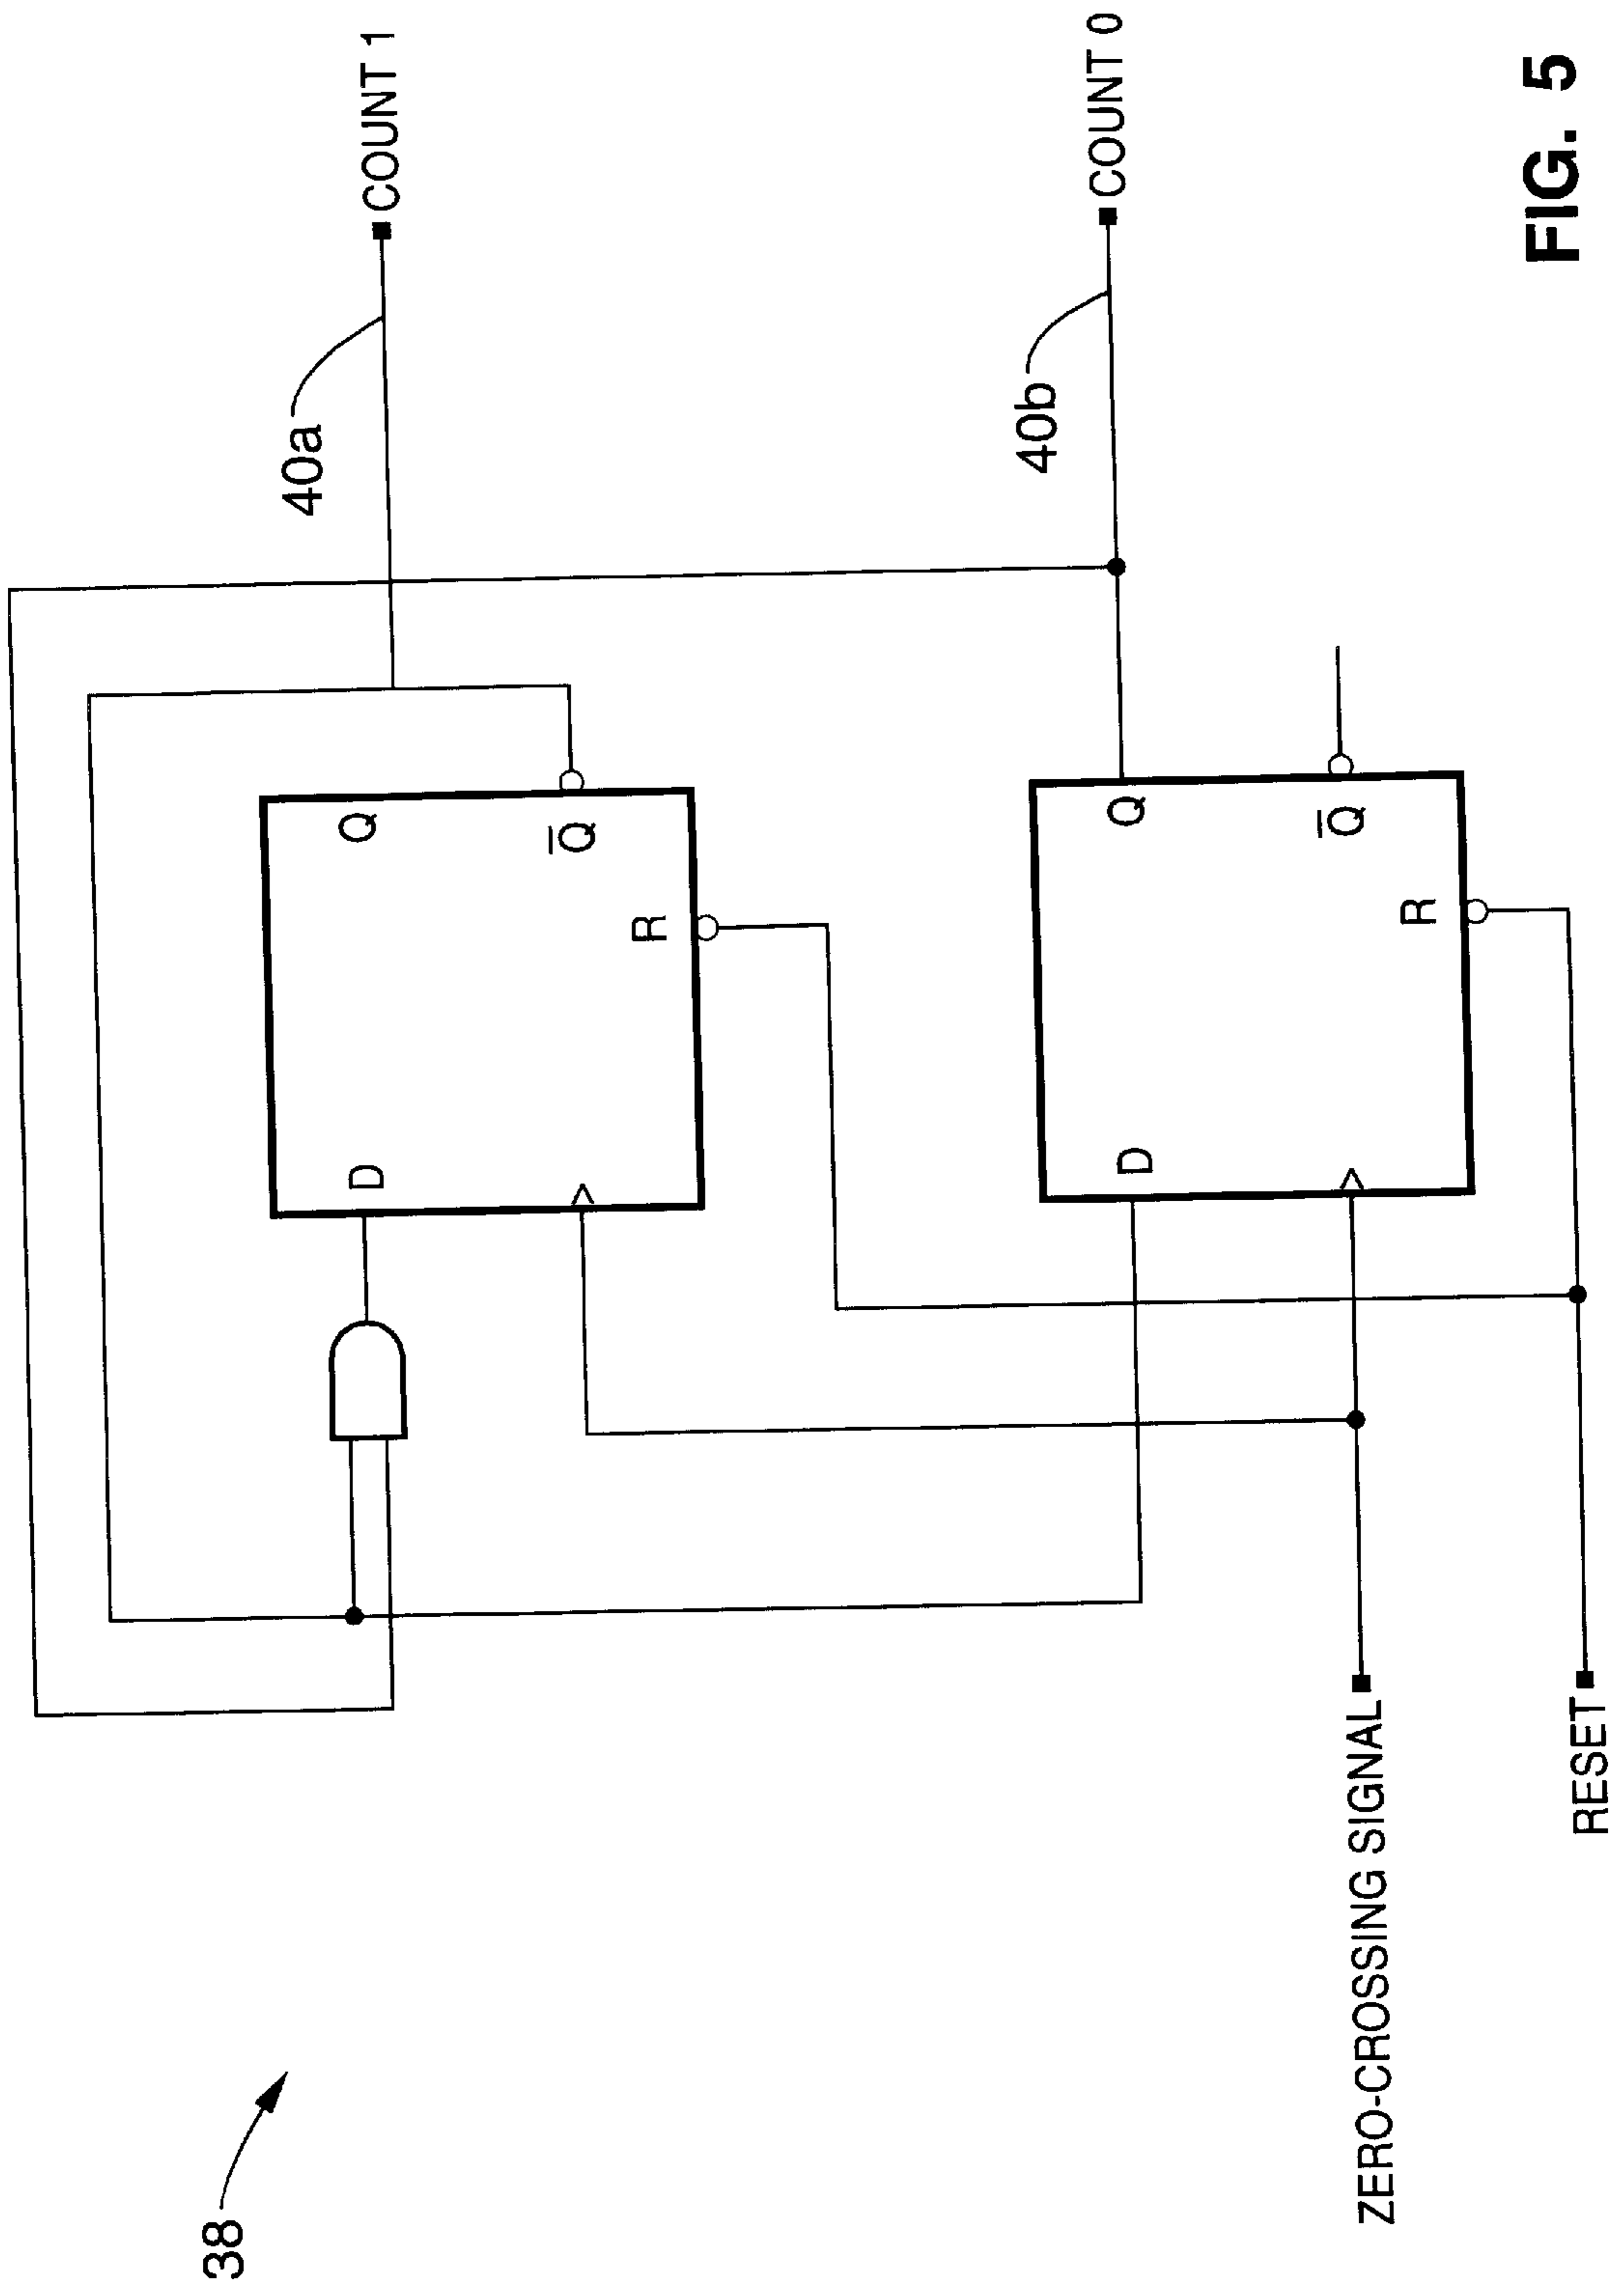 38
40a
COUNT 1
D
Q
Q̅
R
40b
COUNT 0
D
Q
Q̅
R
ZERO-CROSSING SIGNAL
RESET
FIG. 5